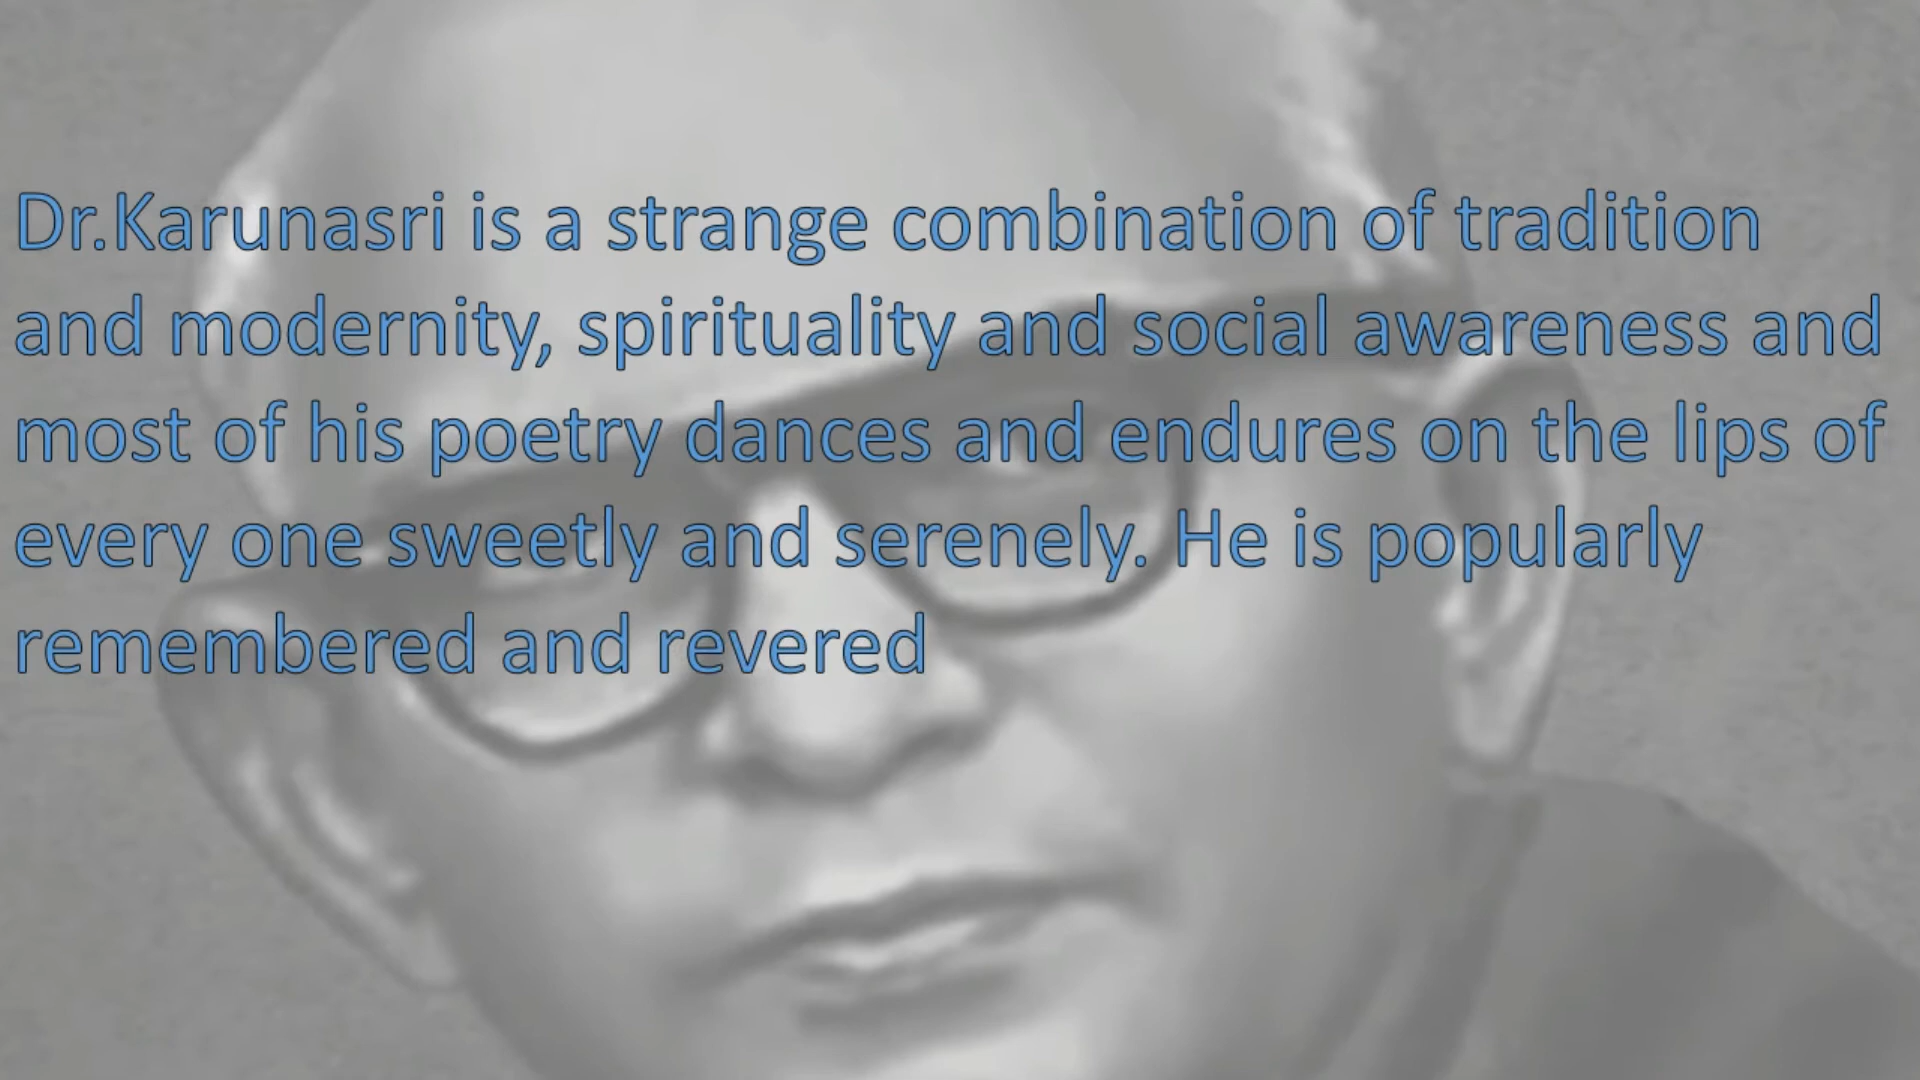 Dr.Karunasri is a strange combination of tradition
and modernity, spirituality and social awareness and
most of his poetry dances and endures on the lips of
every one sweetly and serenely. He is popularly
remembered and revered